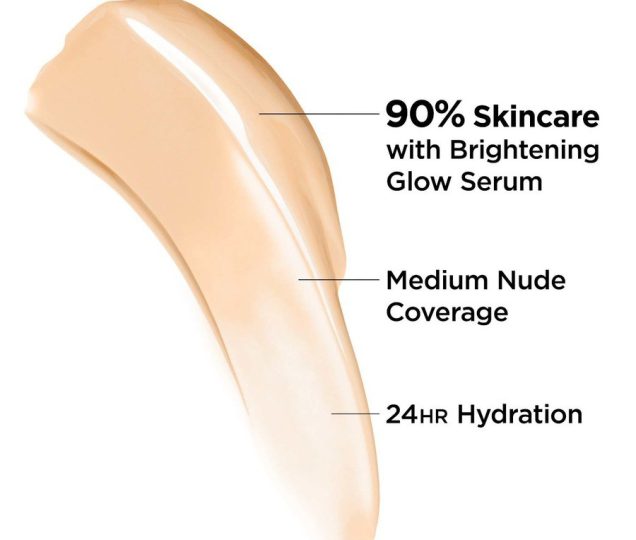 90% Skincare
with Brightening
Glow Serum
Medium Nude
Coverage
24HR Hydration